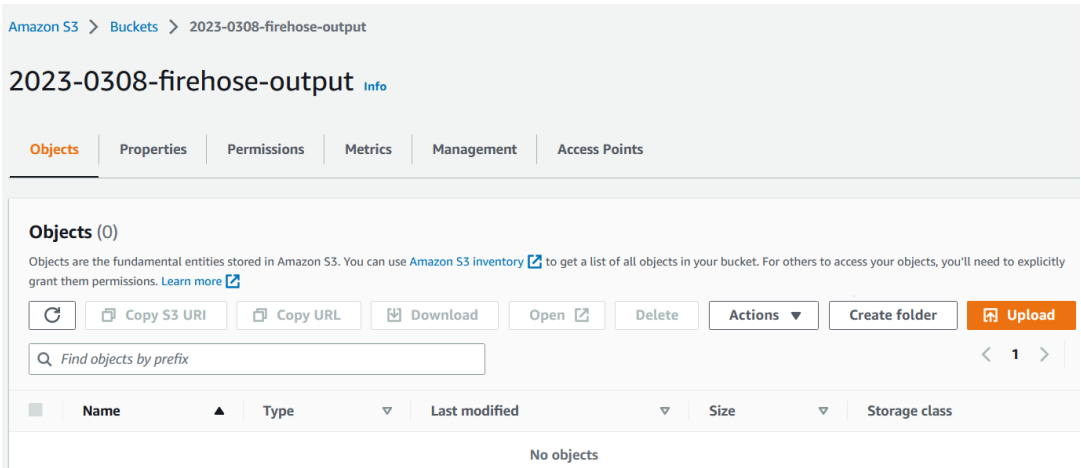 Amazon S3 > Buckets > 2023-0308-firehose-output
2023-0308-firehose-output Info
Objects Properties Permissions Metrics Management Access Points
Objects (0)
Objects are the fundamental entities stored in Amazon S3. You can use Amazon S3 inventory to get a list of all objects in your bucket. For others to access your objects, you'll need to explicitly
grant them permissions. Learn more
Copy S3 URI Copy URL Download Open Delete Actions Create folder Upload
Find objects by prefix
< 1 >
Name Type Last modified Size Storage class
No objects